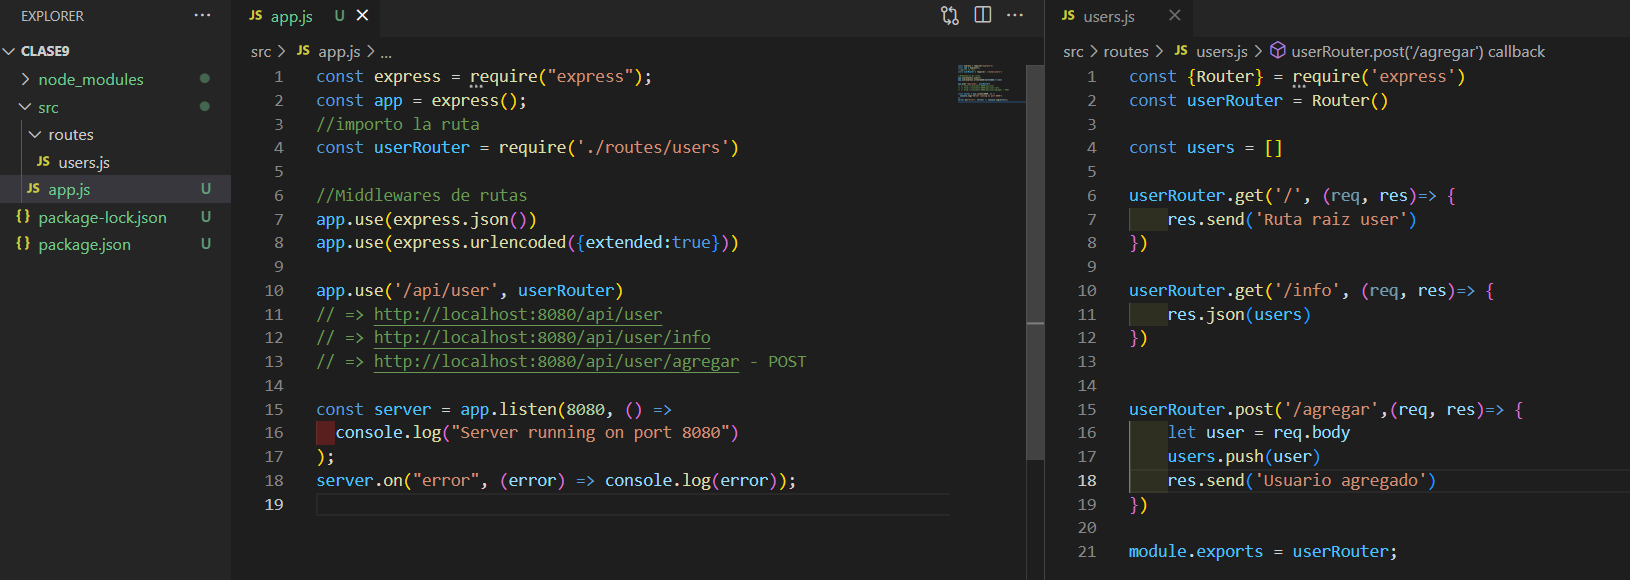 EXPLORER ...
CLASE9
node_modules
src
routes
JS users.js
JS app.js U
{} package-lock.json U
{} package.json U
JS app.js U
src > JS app.js > ...
1 const express = require("express");
2 const app = express();
3 //importo la ruta
4 const userRouter = require('./routes/users')
5
6 //Middlewares de rutas
7 app.use(express.json())
8 app.use(express.urlencoded({extended:true}))
9
10 app.use('/api/user', userRouter)
11 // => http://localhost:8080/api/user
12 // => http://localhost:8080/api/user/info
13 // => http://localhost:8080/api/user/agregar - POST
14
15 const server = app.listen(8080, () =>
16 console.log("Server running on port 8080")
17 );
18 server.on("error", (error) => console.log(error));
19
JS users.js
src > routes > JS users.js > userRouter.post('/agregar') callback
1 const {Router} = require('express')
2 const userRouter = Router()
3
4 const users = []
5
6 userRouter.get('/', (req, res)=> {
7 res.send('Ruta raiz user')
8 })
9
10 userRouter.get('/info', (req, res)=> {
11 res.json(users)
12 })
13
14
15 userRouter.post('/agregar',(req, res)=> {
16 let user = req.body
17 users.push(user)
18 res.send('Usuario agregado')
19 })
20
21 module.exports = userRouter;